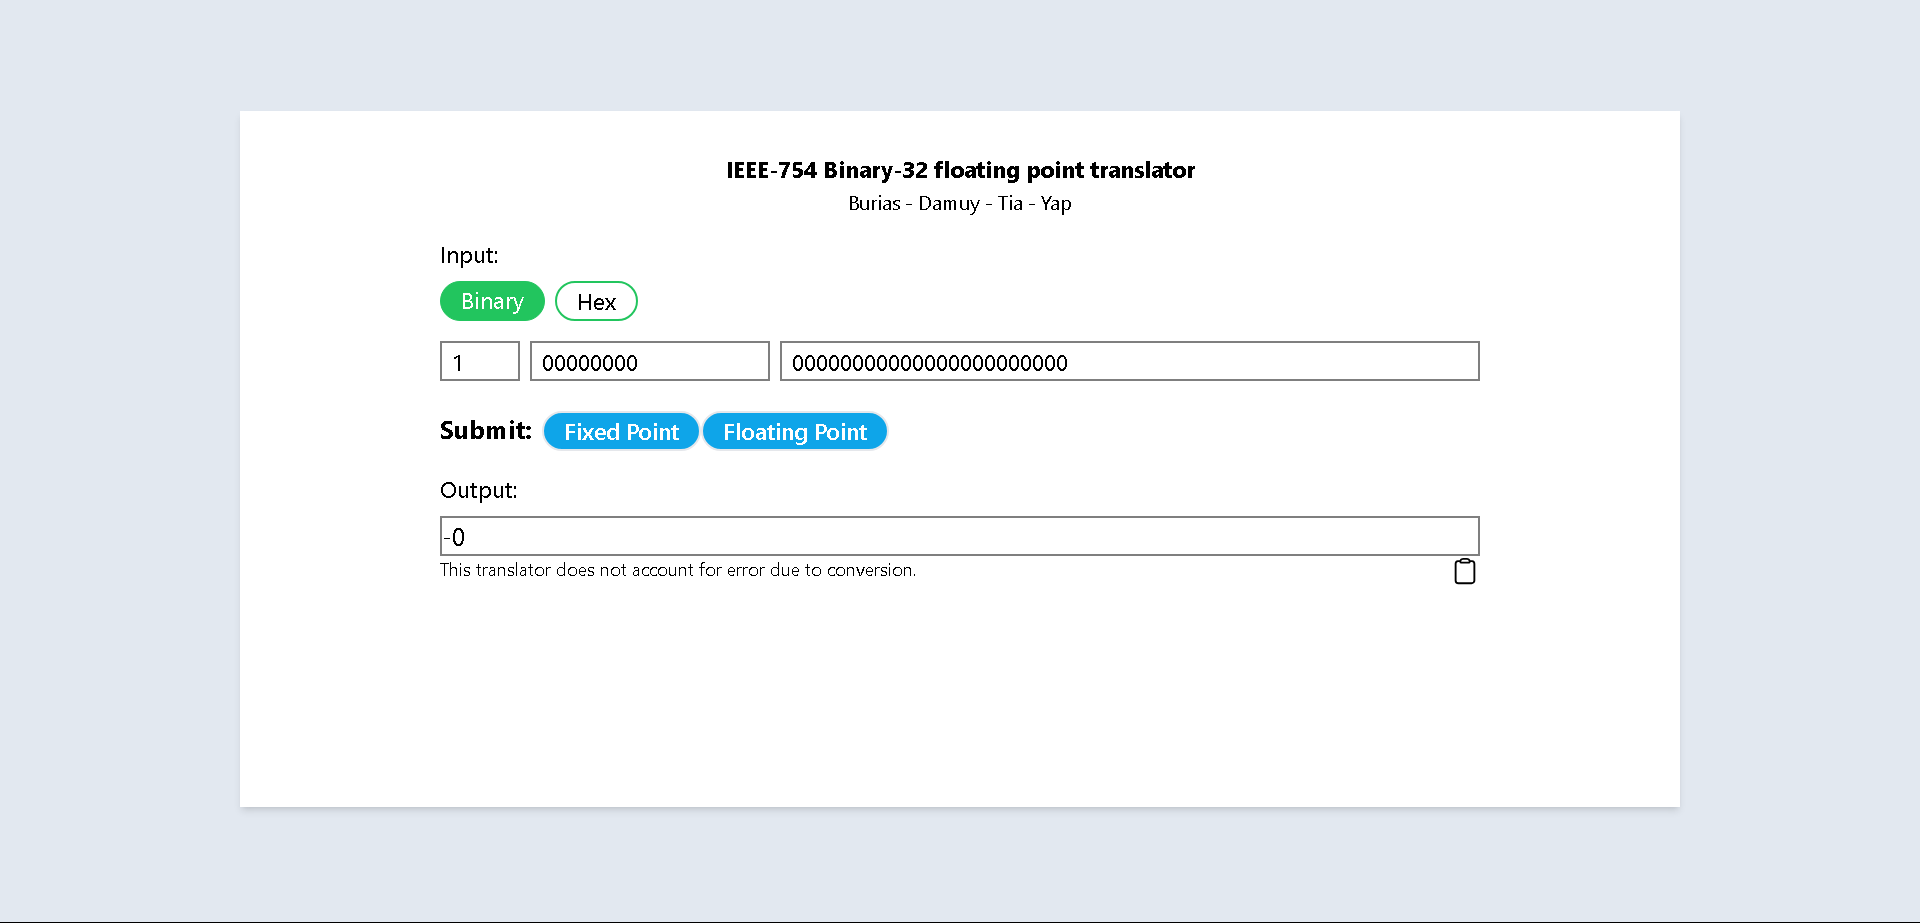 IEEE-754 Binary-32 floating point translator
Burias - Damuy - Tia - Yap
Input:
Binary Hex
1 00000000 00000000000000000000000
Submit: Fixed Point Floating Point
Output:
-0
This translator does not account for error due to conversion.